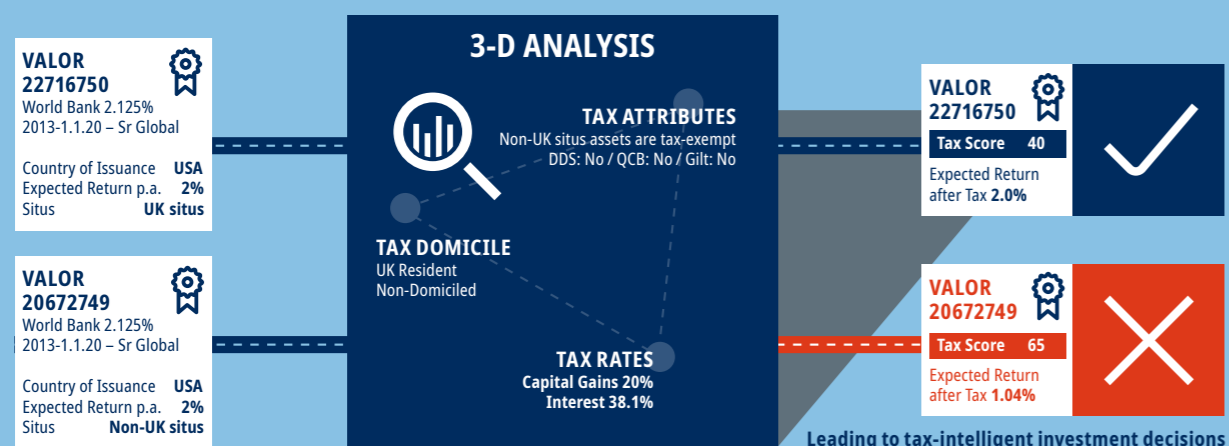 3-D ANALYSIS
VALOR
22716750
World Bank 2.125%
2013-1.1.20 – Sr Global
Country of Issuance USA
Expected Return p.a. 2%
Situs UK situs
VALOR
20672749
World Bank 2.125%
2013-1.1.20 – Sr Global
Country of Issuance USA
Expected Return p.a. 2%
Situs Non-UK situs
TAX ATTRIBUTES
Non-UK situs assets are tax-exempt
DDS: No / QCB: No / Gilt: No
TAX DOMICILE
UK Resident
Non-Domiciled
TAX RATES
Capital Gains 20%
Interest 38.1%
VALOR
22716750
Tax Score 40
Expected Return
after Tax 2.0%
VALOR
20672749
Tax Score 65
Expected Return
after Tax 1.04%
Leading to tax-intelligent investment decisions